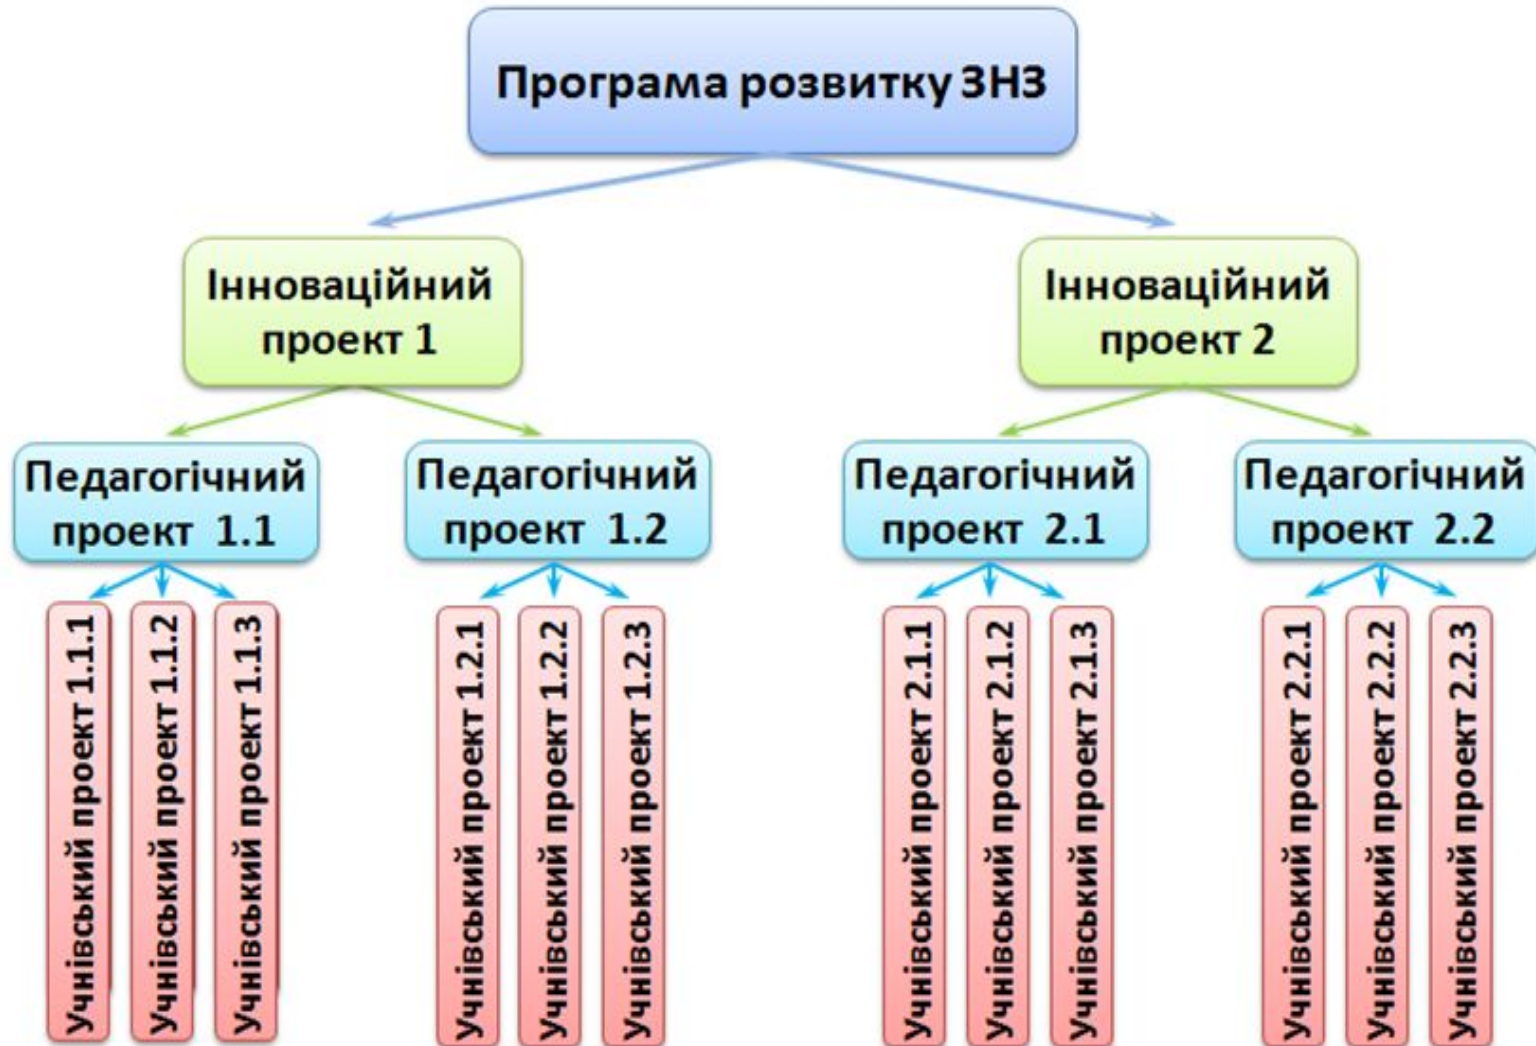 Програма розвитку ЗНЗ
Інноваційний
проект 1
Інноваційний
проект 2
Педагогічний
проект 1.1
Педагогічний
проект 1.2
Педагогічний
проект 2.1
Педагогічний
проект 2.2
Учнівський проект 1.1.1
Учнівський проект 1.1.2
Учнівський проект 1.1.3
Учнівський проект 1.2.1
Учнівський проект 1.2.2
Учнівський проект 1.2.3
Учнівський проект 2.1.1
Учнівський проект 2.1.2
Учнівський проект 2.1.3
Учнівський проект 2.2.1
Учнівський проект 2.2.2
Учнівський проект 2.2.3